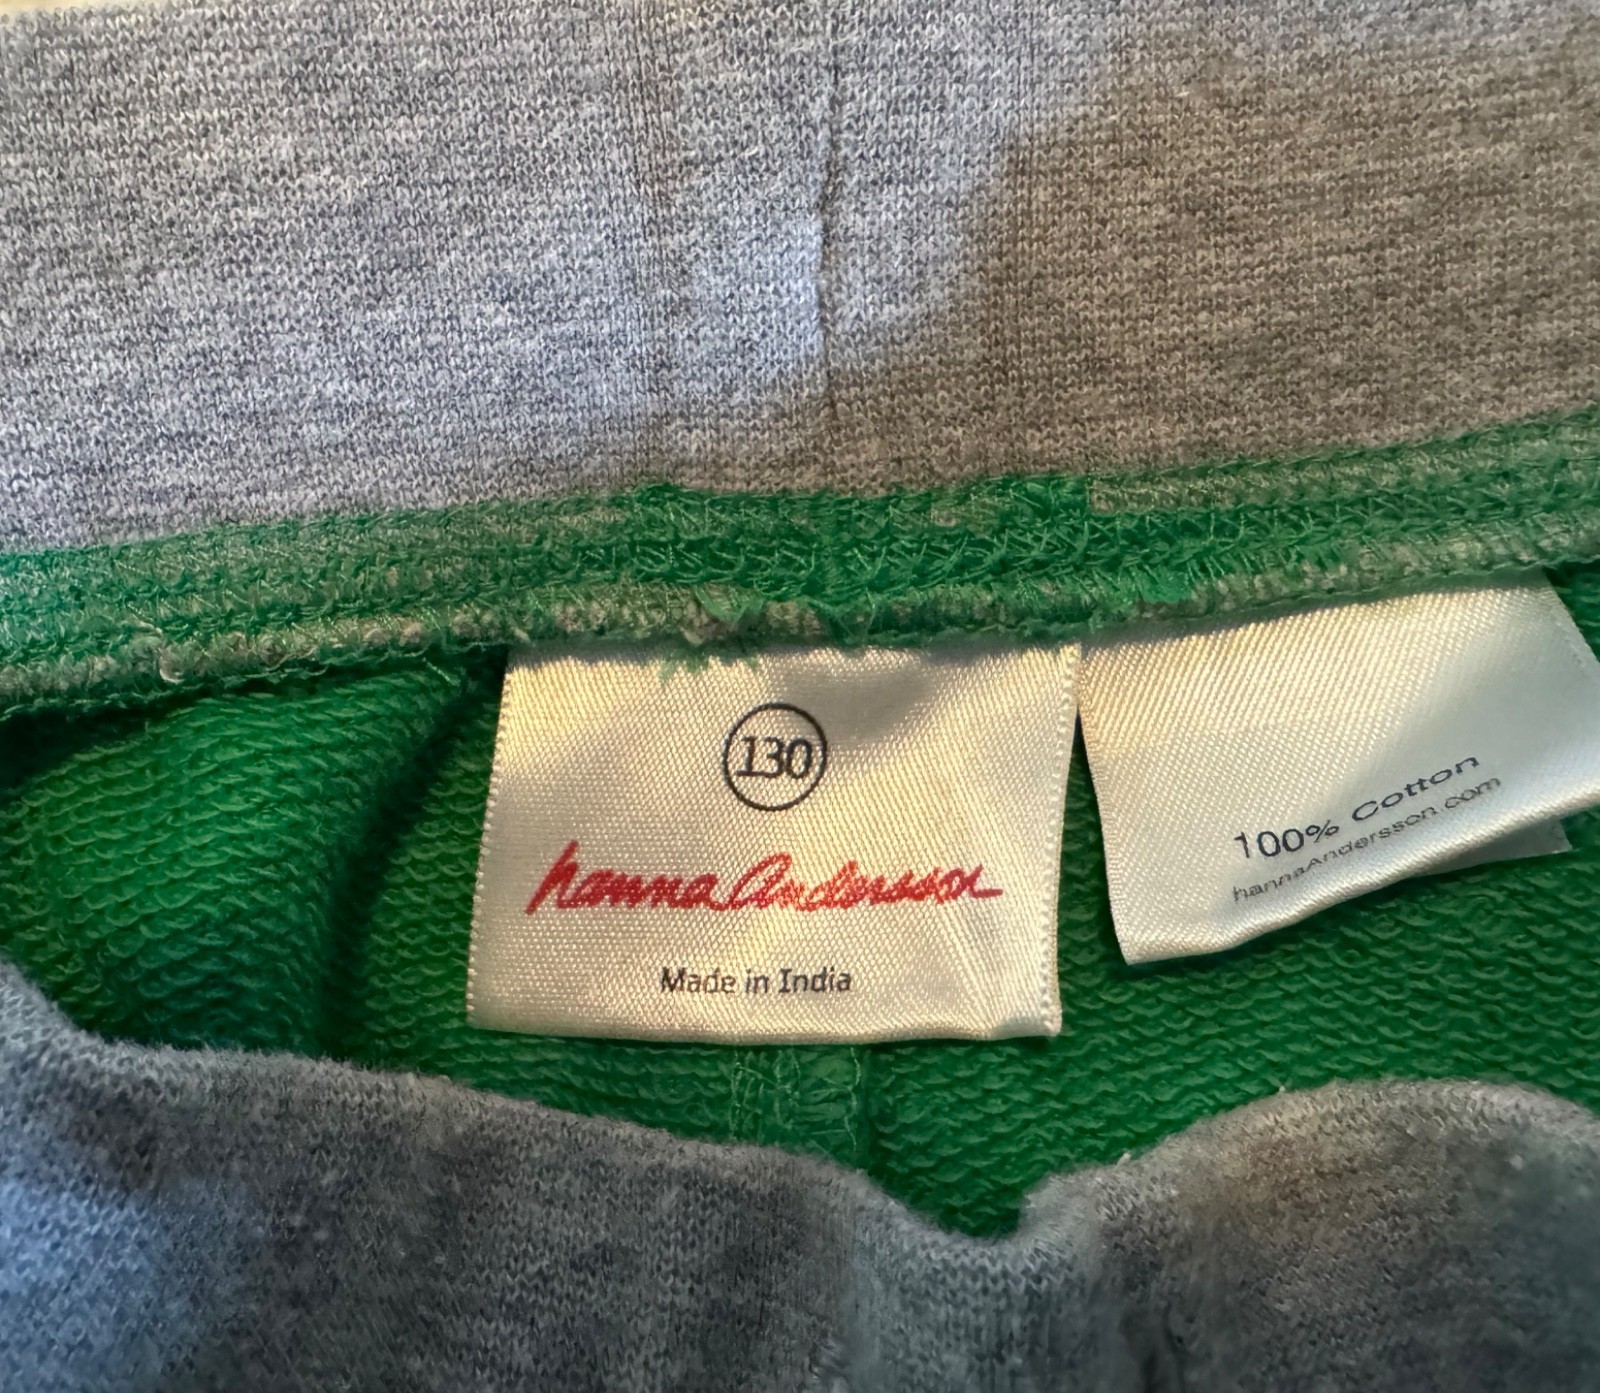 130
hanna Andersson
Made in India
100% Cotton
hannaAndersson.com